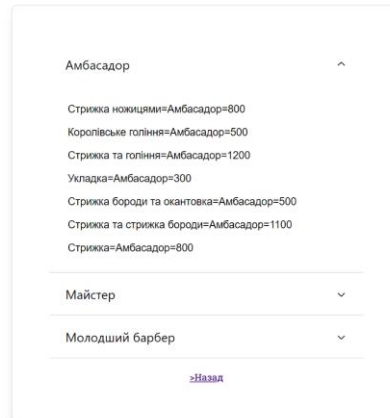 Амбасадор
Стрижка ножицями=Амбасадор=800
Королівське гоління=Амбасадор=500
Стрижка та гоління=Амбасадор=1200
Укладка=Амбасадор=300
Стрижка бороди та окантовка=Амбасадор=500
Стрижка та стрижка бороди=Амбасадор=1100
Стрижка=Амбасадор=800
Майстер
Молодший барбер
>Назад